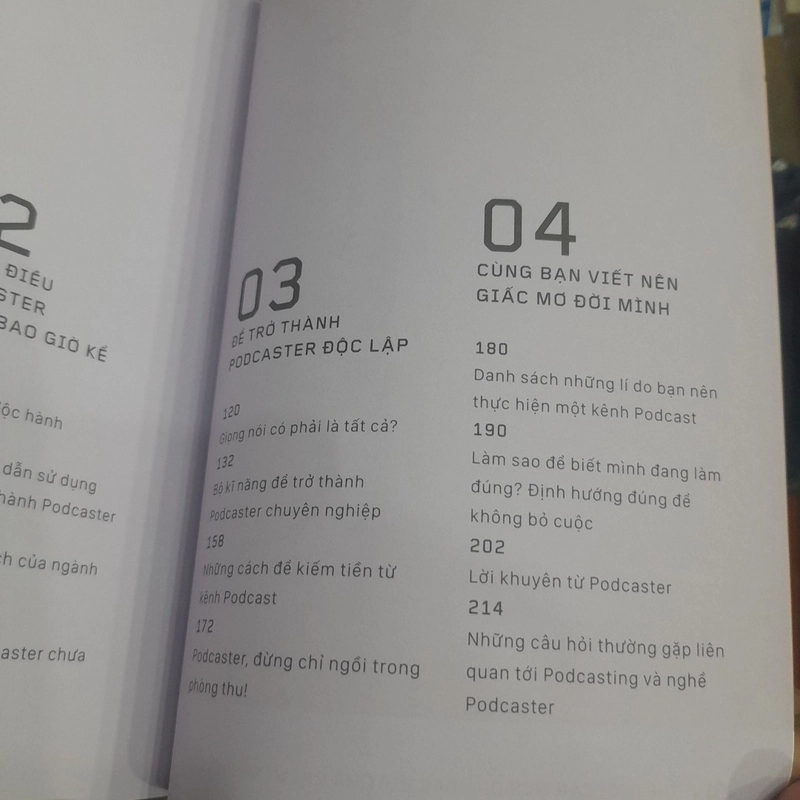 2
ĐIỀU
STER
BAO GIỜ KỂ
ộc hành
dẫn sử dụng
hành Podcaster
ch của ngành
aster chưa
03
ĐỂ TRỞ THÀNH
PODCASTER ĐỘC LẬP
120
Giọng nói có phải là tất cả?
132
Bộ kĩ năng để trở thành
Podcaster chuyên nghiệp
158
Những cách để kiếm tiền từ
kênh Podcast
172
Podcaster, đừng chỉ ngồi trong
phòng thu!
04
CÙNG BẠN VIẾT NÊN
GIẤC MƠ ĐỜI MÌNH
180
Danh sách những lí do bạn nên
thực hiện một kênh Podcast
190
Làm sao để biết mình đang làm
đúng? Định hướng đúng để
không bỏ cuộc
202
Lời khuyên từ Podcaster
214
Những câu hỏi thường gặp liên
quan tới Podcasting và nghề
Podcaster